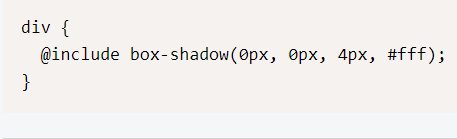 div {
  @include box-shadow(0px, 0px, 4px, #fff);
}